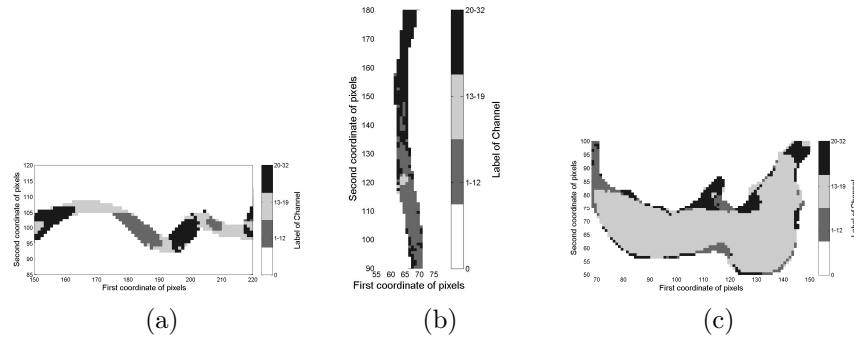 120
115
110
105
100
95
90
85
150 160 170 180 190 200 210 220
First coordinate of pixels
Second coordinate of pixels
20-32
13-19
1-12
0
Label of Channel
(a)
180
170
160
150
140
130
120
110
100
90
55 60 65 70 75
First coordinate of pixels
Second coordinate of pixels
20-32
13-19
1-12
0
Label of Channel
(b)
100
95
90
85
80
75
70
65
60
55
50
70 80 90 100 110 120 130 140 150
First coordinate of pixels
Second coordinate of pixels
20-32
13-19
1-12
0
Label of Channel
(c)